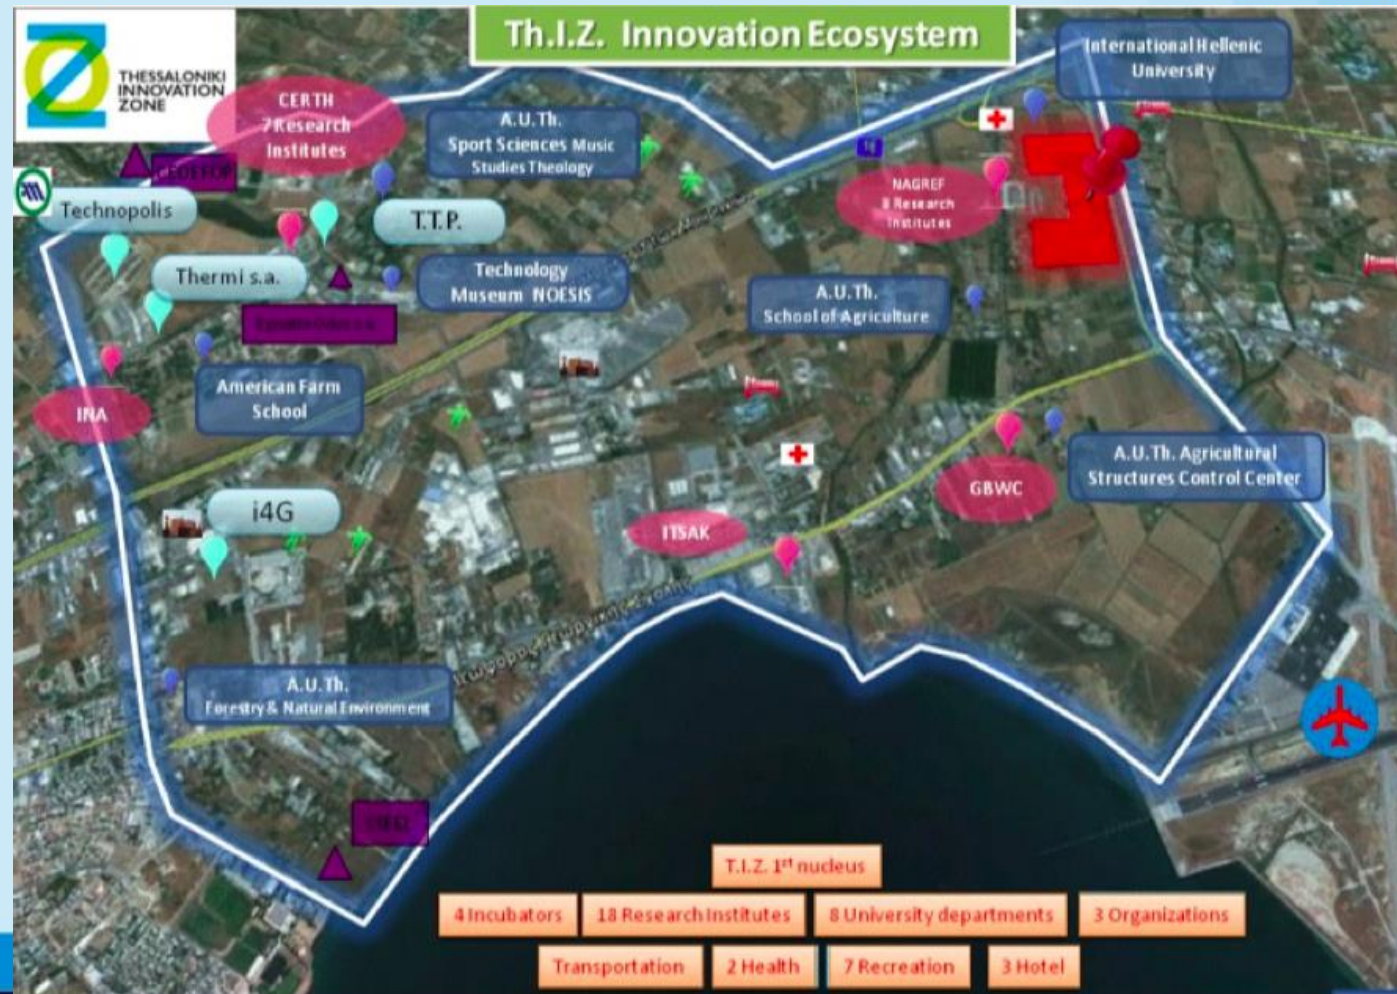 Th.I.Z. Innovation Ecosystem
THESSALONIKI
INNOVATION
ZONE
International Hellenic
University
CERTH
7 Research
Institutes
A.U.Th.
Sport Sciences Music
Studies Theology
CEDEFOP
NAGREF
8 Research
Institutes
Technopolis
T.T.P.
Thermi s.a.
Technology
Museum NOESIS
A.U.Th.
School of Agriculture
American Farm
School
INA
A.U.Th. Agricultural
Structures Control Center
GBWC
i4G
ITSAK
A.U.Th.
Forestry & Natural Environment
T.I.Z. 1st nucleus
4 Incubators
18 Research Institutes
8 University departments
3 Organizations
Transportation
2 Health
7 Recreation
3 Hotel